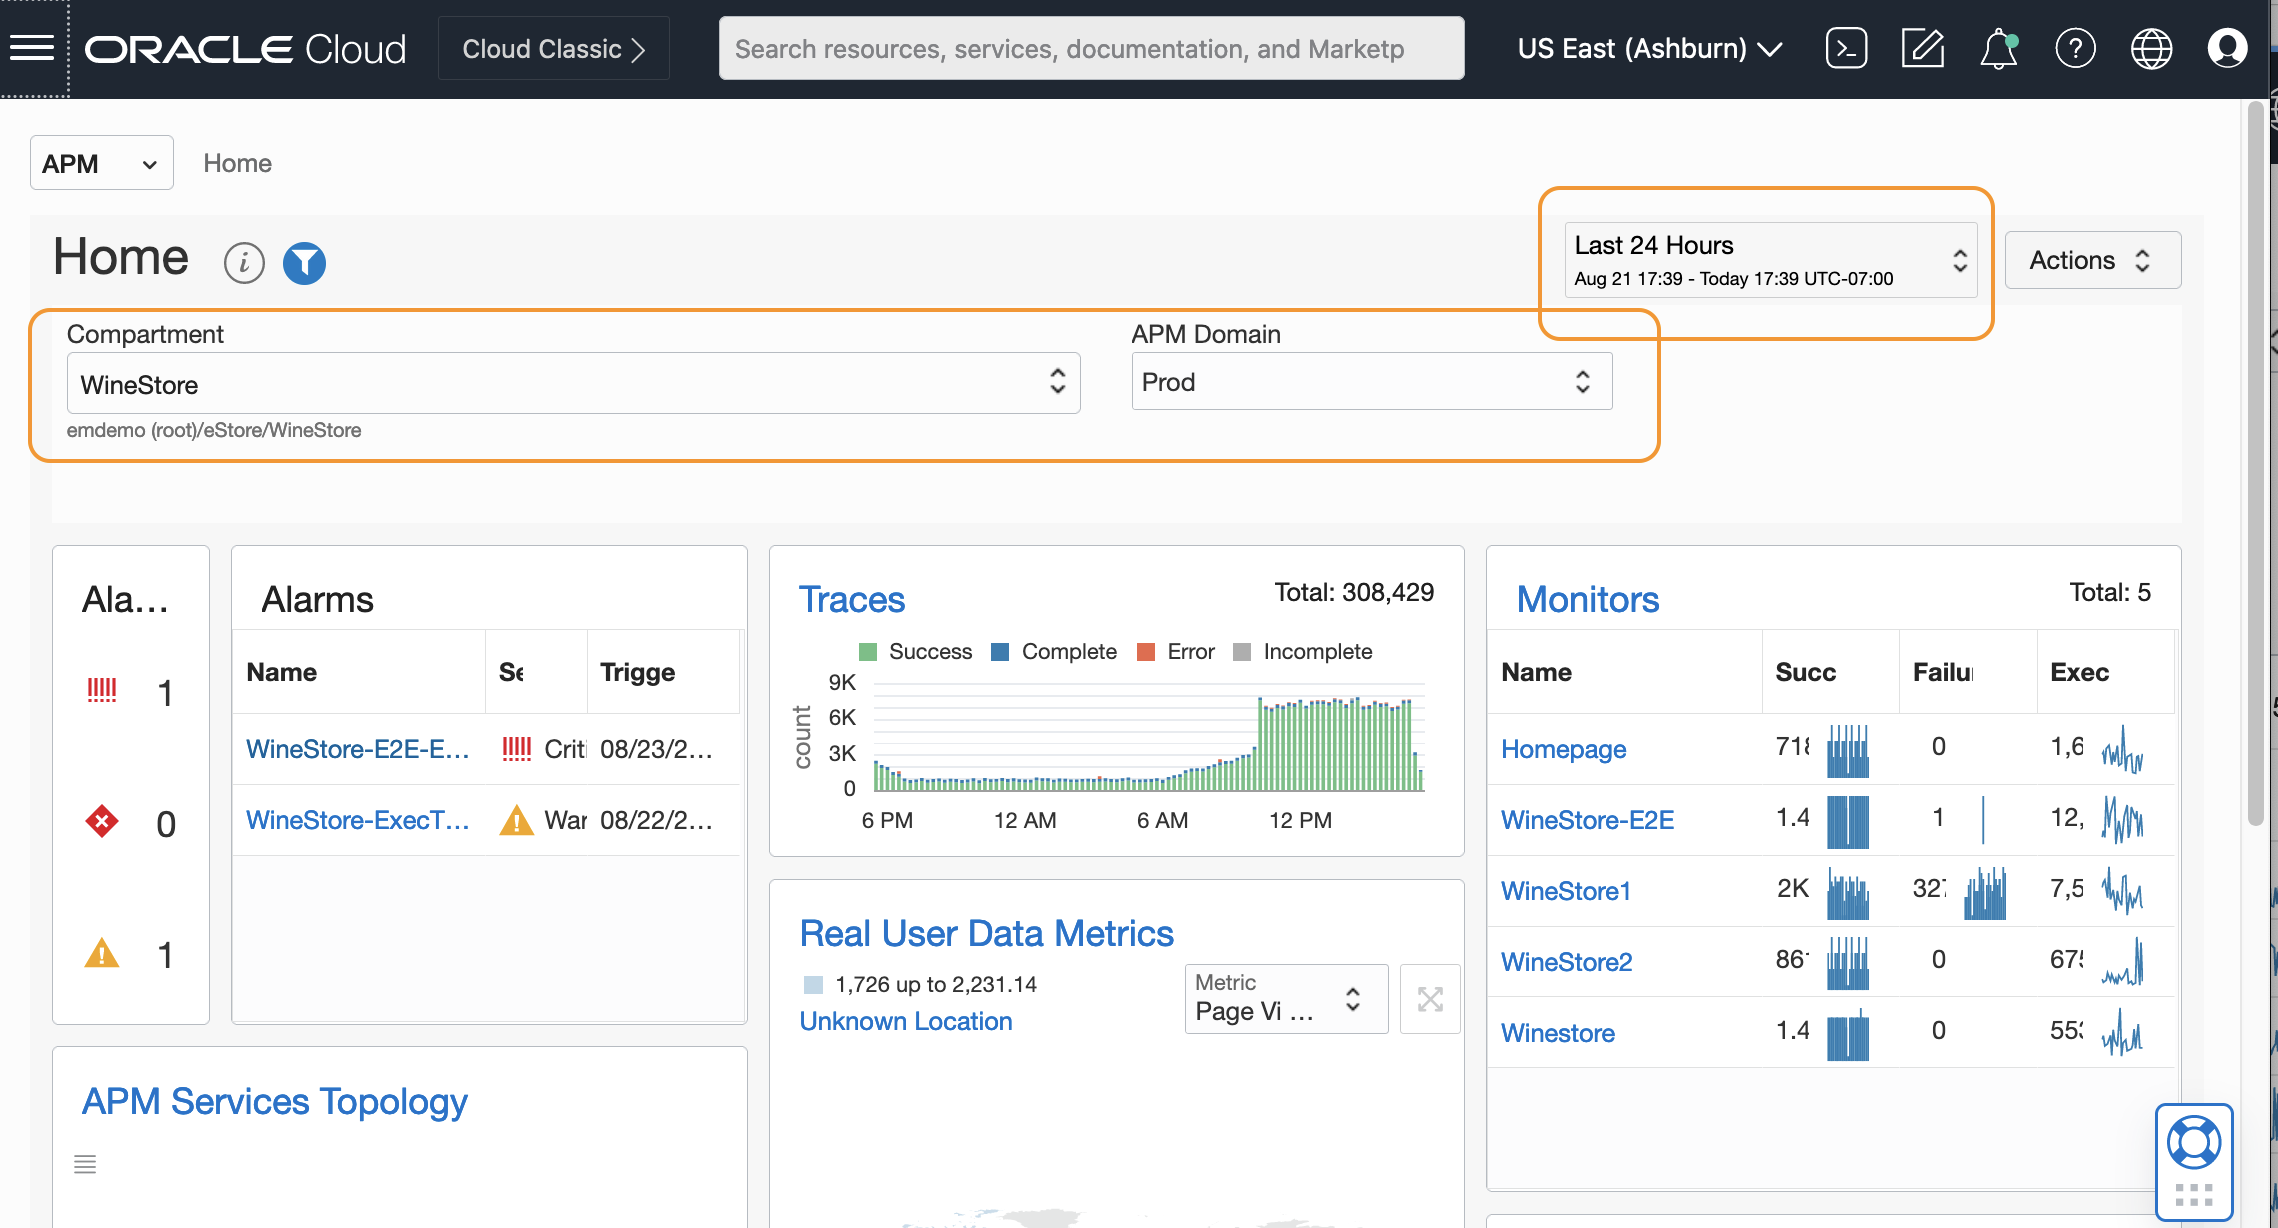 ORACLE Cloud
Cloud Classic
Search resources, services, documentation, and Marketp
US East (Ashburn)
APM
Home
Home
Last 24 Hours
Aug 21 17:39 - Today 17:39 UTC-07:00
Actions
Compartment
WineStore
emdemo (root)/eStore/WineStore
APM Domain
Prod
Ala...
1
0
1
Alarms
Name
Se
Trigge
WineStore-E2E-E...
Criti
08/23/2...
WineStore-ExecT...
War
08/22/2...
Traces
Total: 308,429
Success
Complete
Error
Incomplete
count
9K
6K
3K
0
6 PM
12 AM
6 AM
12 PM
Real User Data Metrics
1,726 up to 2,231.14
Unknown Location
Metric
Page Vi ...
Monitors
Total: 5
Name
Succ
Failu
Exec
Homepage
718
0
1,6
WineStore-E2E
1.4
1
12,
WineStore1
2K
327
7,5
WineStore2
861
0
675
Winestore
1.4
0
553
APM Services Topology